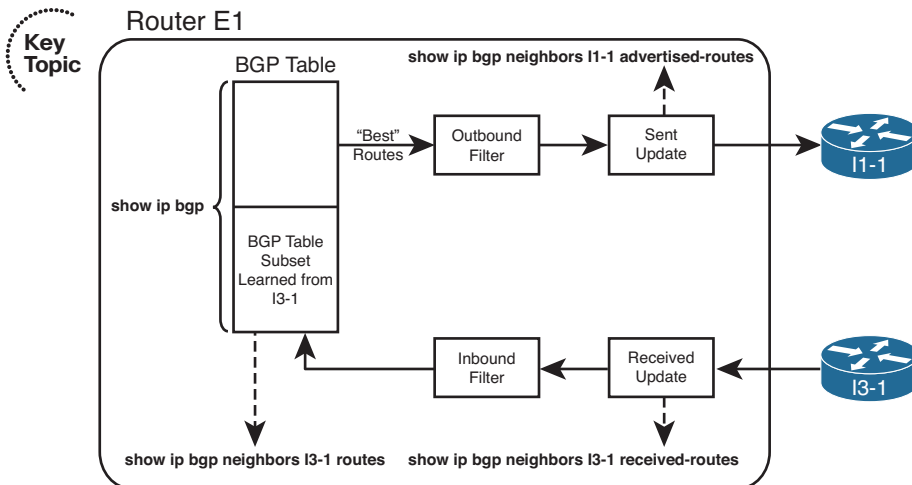 Key
Topic
Router E1
BGP Table
show ip bgp neighbors I1-1 advertised-routes
"Best"
Routes
Outbound
Filter
Sent
Update
I1-1
show ip bgp
BGP Table
Subset
Learned from
I3-1
Inbound
Filter
Received
Update
I3-1
show ip bgp neighbors I3-1 routes
show ip bgp neighbors I3-1 received-routes